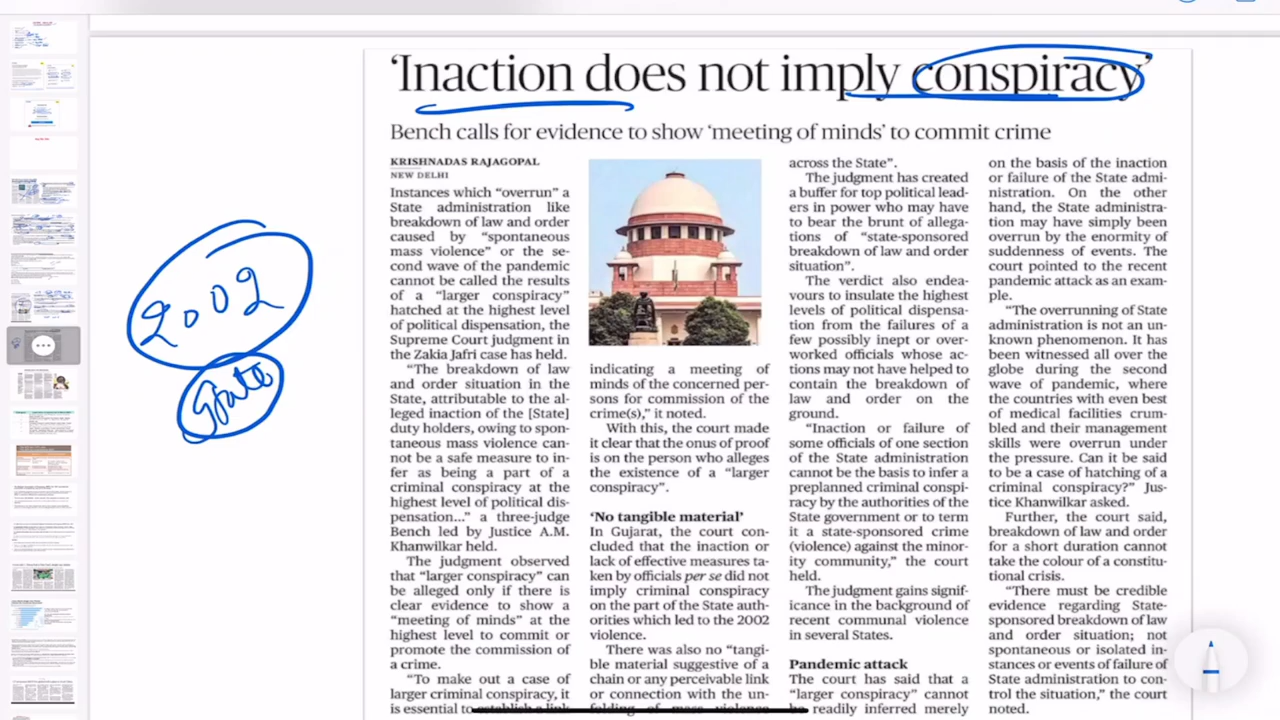 'Inaction does not imply conspiracy'
Bench calls for evidence to show 'meeting of minds' to commit crime
KRISHNADAS RAJAGOPAL
NEW DELHI
Instances which "overrun" a
State administration like
breakdown of law and order
caused by "spontaneous
mass violence" or the se-
cond wave of the pandemic
cannot be called the results
of a "larger conspiracy"
hatched at the highest level
of political dispensation, the
Supreme Court judgment in
the Zakia Jafri case has held.
"The breakdown of law
and order situation in the
State, attributable to the al-
leged inaction of the [State]
duty holders, owing to spon-
taneous mass violence can-
not be a safe measure to in-
fer as being a part of a
criminal conspiracy at the
highest level of political dis-
pensation..." a three-judge
Bench led by Justice A.M.
Khanwilkar held.
The judgment observed
that "larger conspiracy" can
be alleged only if there is
clear evidence to show a
"meeting of minds" at the
highest level to commit or
promote the commission of
a crime.
"To make out a case of
larger criminal conspiracy, it
is essential to establish a link
indicating a meeting of
minds of the concerned per-
sons for commission of the
crime(s)," it noted.
With this, the court made
it clear that the onus of proof
is on the person who alleges
the existence of a "larger
conspiracy".
'No tangible material'
In Gujarat, the court con-
cluded that the inaction or
lack of effective measures ta-
ken by officials per se did not
imply criminal conspiracy
on the part of the State auth-
orities which led to the 2002
violence.
There was also no "tangi-
ble material suggestive of a
chain or any perceivable link
or connection with the un-
folding of mass violence
across the State".
The judgment has created
a buffer for top political lead-
ers in power who may have
to bear the brunt of allega-
tions of "state-sponsored
breakdown of law and order
situation".
The verdict also endea-
vours to insulate the highest
levels of political dispensa-
tion from the failures of a
few possibly inept or over-
worked officials whose ac-
tions may not have helped to
contain the breakdown of
law and order on the
ground.
"Inaction or failure of
some officials of one section
of the State administration
cannot be the basis to infer a
preplanned criminal conspi-
racy by the authorities of the
State government or to term
it a state-sponsored crime
(violence) against the minor-
ity community," the court
held.
The judgment gains signif-
icance in the background of
recent communal violence
in several States.
Pandemic attack
The court has said that a
"larger conspiracy" cannot
be readily inferred merely
on the basis of the inaction
or failure of the State admi-
nistration. On the other
hand, the State administra-
tion may have simply been
overrun by the enormity of
suddenness of events. The
court pointed to the recent
pandemic attack as an exam-
ple.
"The overrunning of State
administration is not an un-
known phenomenon. It has
been witnessed all over the
globe during the second
wave of pandemic, where
the countries with even best
of medical facilities crum-
bled and their management
skills were overrun under
the pressure. Can it be said
to be a case of hatching of a
criminal conspiracy?" Jus-
tice Khanwilkar asked.
Further, the court said,
breakdown of law and order
for a short duration cannot
take the colour of a constitu-
tional crisis.
"There must be credible
evidence regarding State-
sponsored breakdown of law
and order situation; not
spontaneous or isolated in-
stances or events of failure of
State administration to con-
trol the situation," the court
noted.
2002